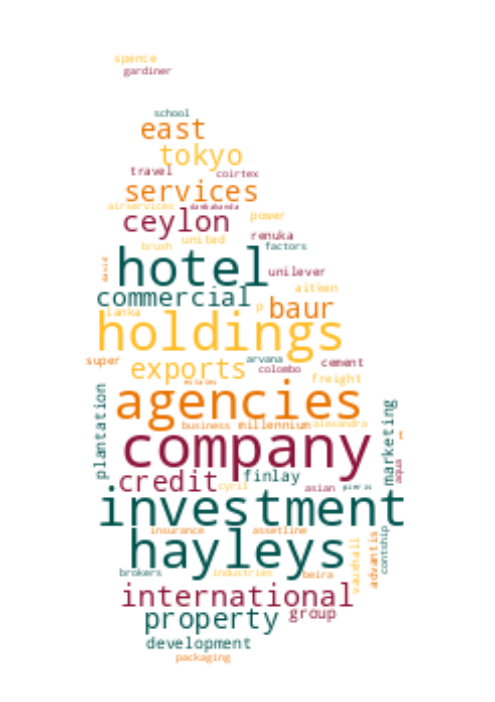 spence
gardiner
school
east
tokyo
travel
coirtex
services
airservices
dambakanda
ceylon
power
renuka
united
brush
factors
hotel
unilever
david
aitken
commercial
p
baur
lanka
holdings
super
arvana
cement
exports
colombo
freight
estates
plantation
agencies
marketing
business
millennium
alexandra
t
company
aqua
credit
finlay
cyril
asian
pieris
investment
insurance
assetline
contship
hayleys
vauxhall
advantis
brokers
industries
beira
international
group
property
development
packaging